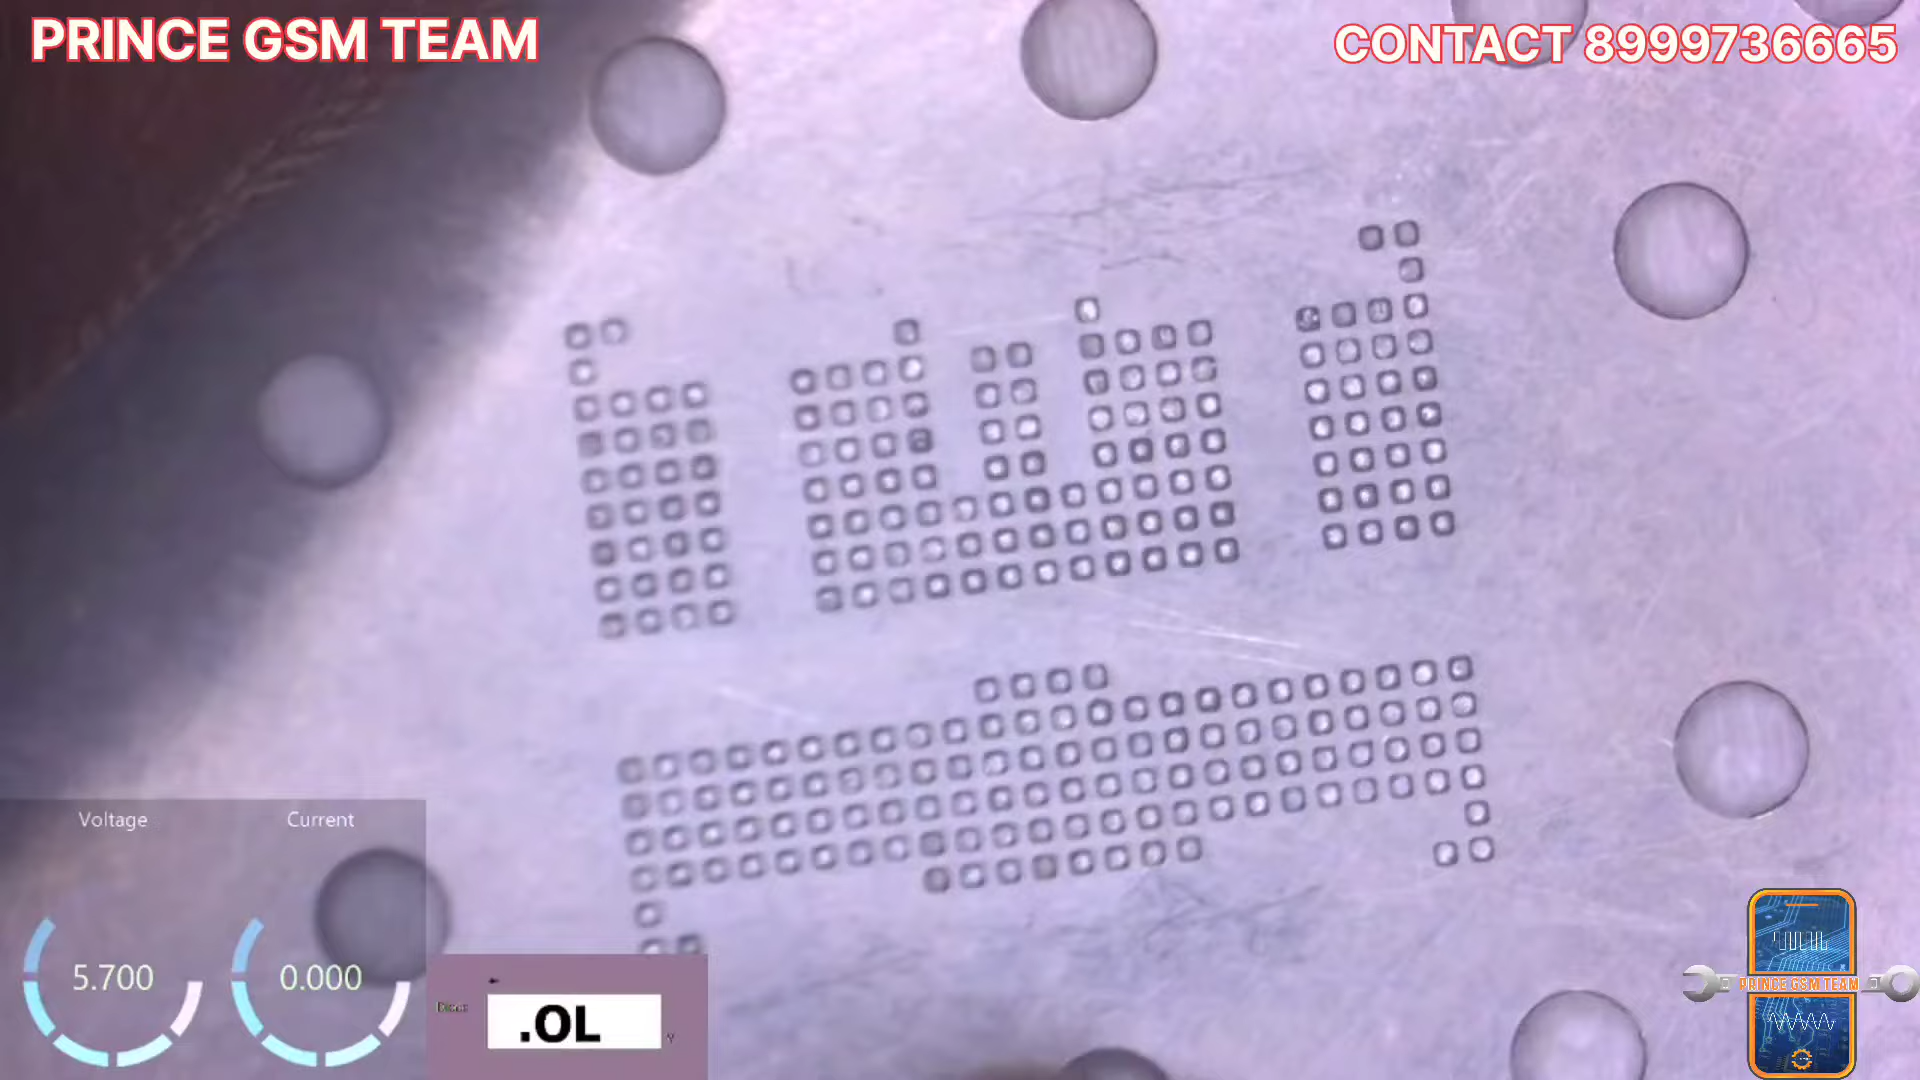 PRINCE GSM TEAM
CONTACT 8999736665
Voltage
Current
5.700
0.000
.OL
V
PRINCE GSM TEAM